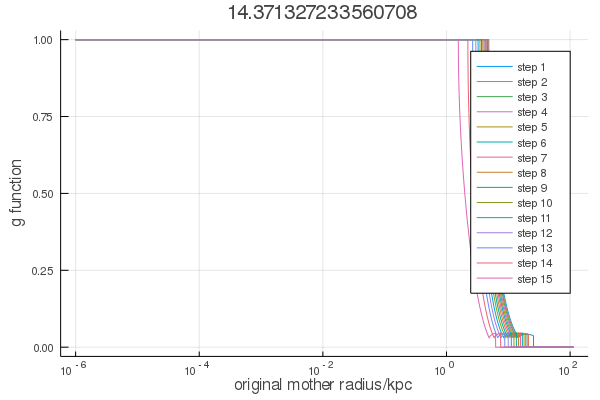 14.371327233560708
g function
1.00
0.75
0.50
0.25
0.00
step 1
step 2
step 3
step 4
step 5
step 6
step 7
step 8
step 9
step 10
step 11
step 12
step 13
step 14
step 15
10^-6 10^-4 10^-2 10^0 10^2
original mother radius/kpc